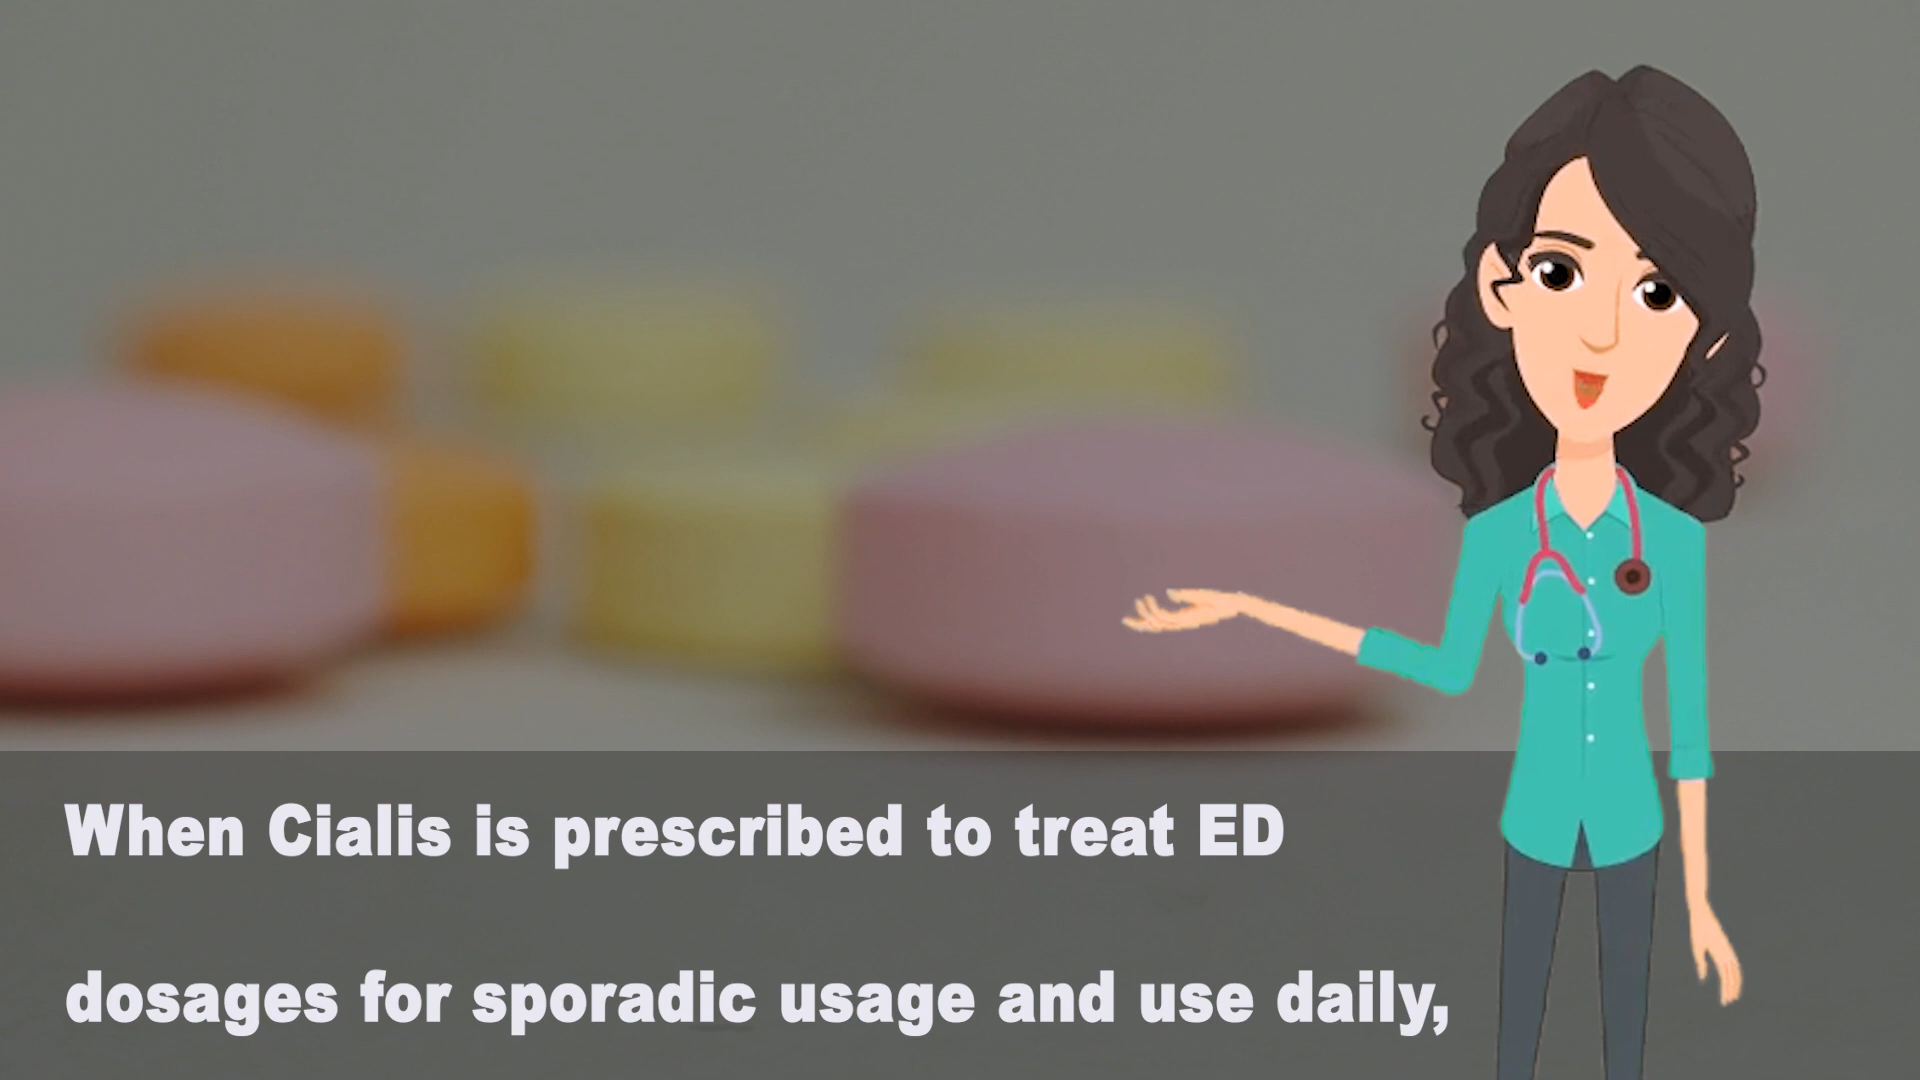 When Cialis is prescribed to treat ED
dosages for sporadic usage and use daily,